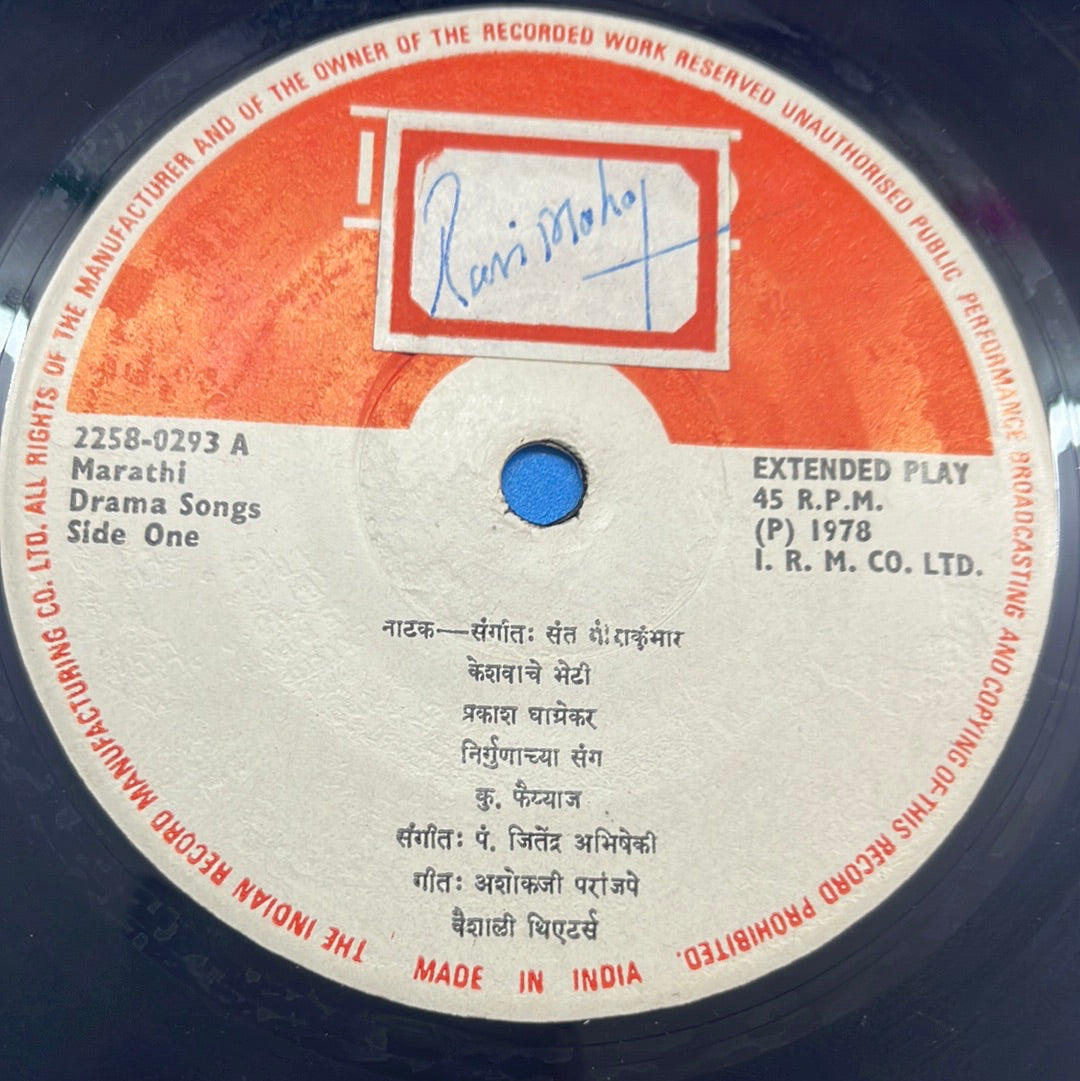 THE INDIAN RECORD MANUFACTURING CO. LTD. ALL RIGHTS OF THE MANUFACTURER AND OF THE OWNER OF THE RECORDED WORK RESERVED UNAUTHORISED PUBLIC PERFORMANCE BROADCASTING AND COPYING OF THIS RECORD PROHIBITED.
2258-0293 A
Marathi
Drama Songs
Side One
EXTENDED PLAY
45 R.P.M.
(P) 1978
I. R. M. CO. LTD.
नाटक—संगीतः संत
केशवाचे भेटी
प्रकाश घाग्रेकर
निर्गुणाच्या संग
कु. फैय्याज
संगीतः पं. जितेंद्र अभिषेकी
गीतः अशोकजी परांजपे
वैशाली थिएटर्स
MADE IN INDIA